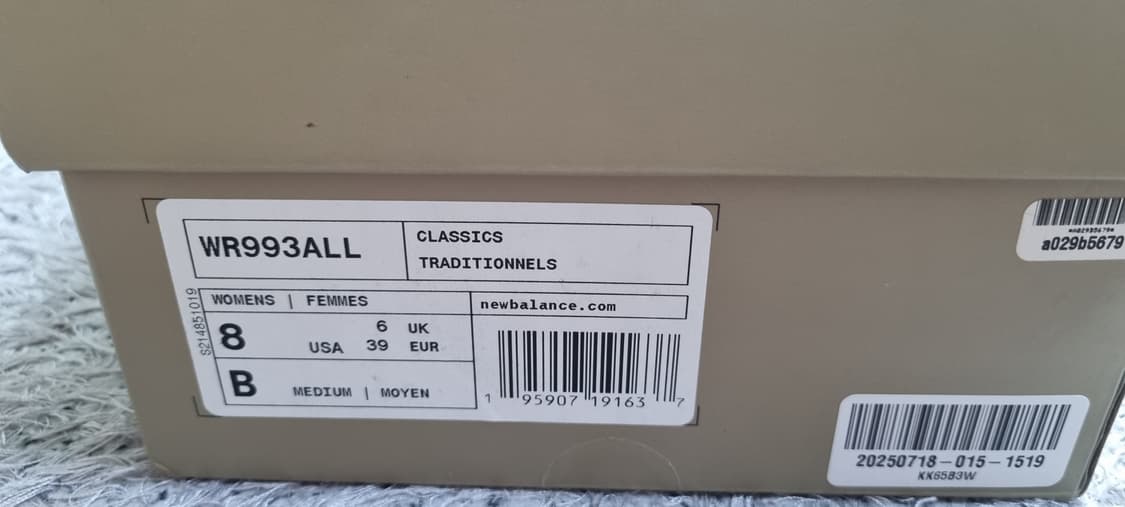 WR993ALL
CLASSICS
TRADITIONNELS
S214851019
WOMENS | FEMMES
newbalance.com
8 USA
6 UK
39 EUR
B MEDIUM | MOYEN
1 95907 19163 7
a029b5679
20250718-015-1519
KK65B3W